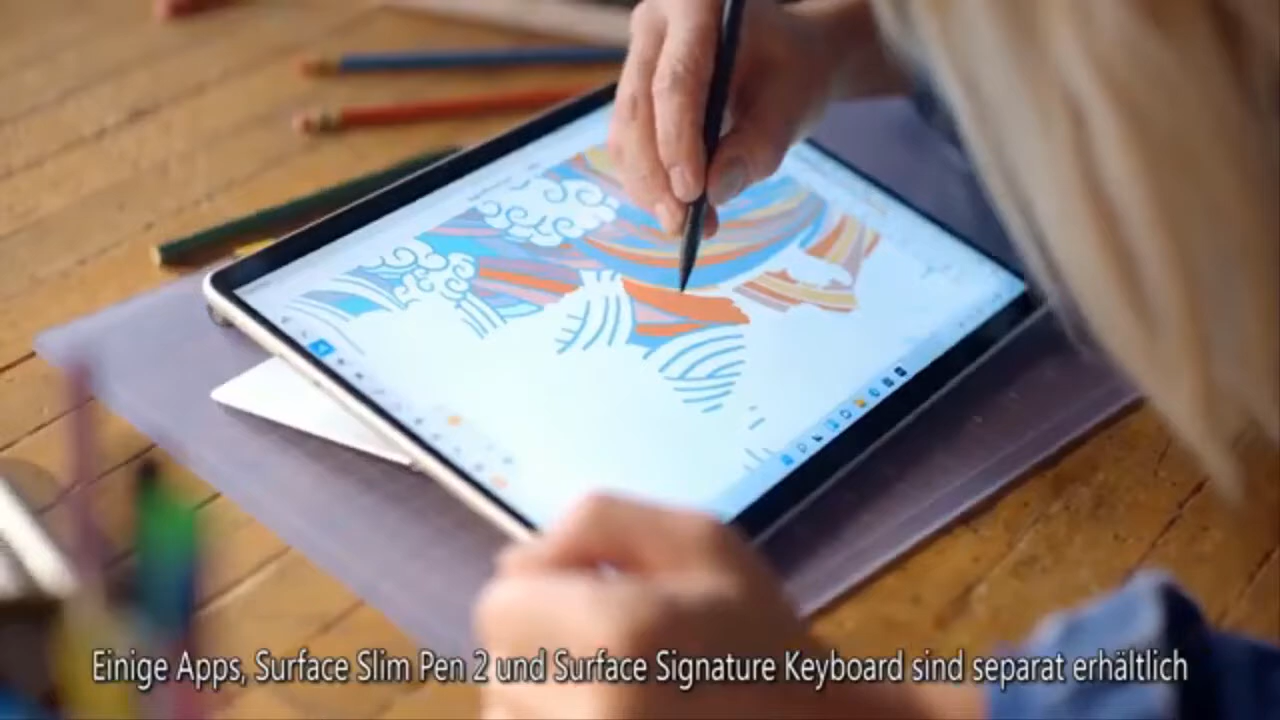 Einige Apps, Surface Slim Pen 2 und Surface Signature Keyboard sind separat erhältlich